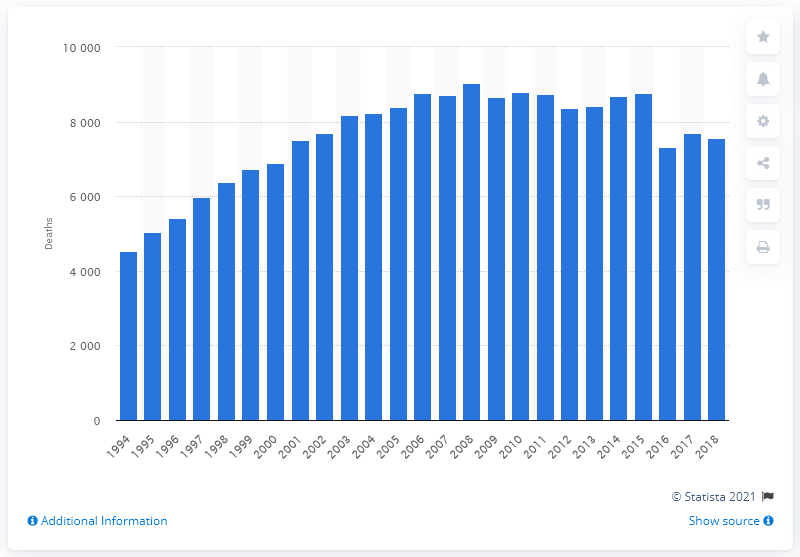 10 000
8 000
6 000
4 000
2 000
0
Deaths
1994 1995 1996 1997 1998 1999 2000 2001 2002 2003 2004 2005 2006 2007 2008 2009 2010 2011 2012 2013 2014 2015 2016 2017 2018
© Statista 2021
Additional Information
Show source